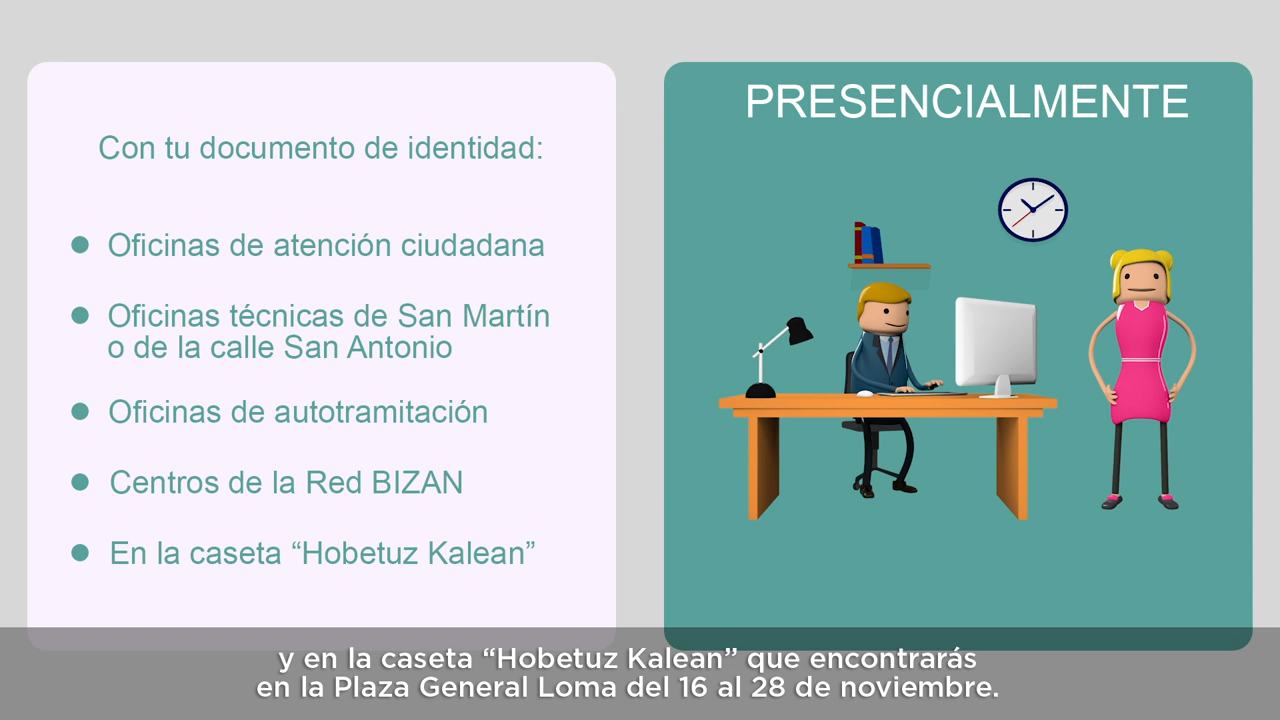 Con tu documento de identidad:
● Oficinas de atención ciudadana
● Oficinas técnicas de San Martín
o de la calle San Antonio
● Oficinas de autotramitación
● Centros de la Red BIZAN
● En la caseta “Hobetuz Kalean”
PRESENCIALMENTE
y en la caseta “Hobetuz Kalean” que encontrarás
en la Plaza General Loma del 16 al 28 de noviembre.